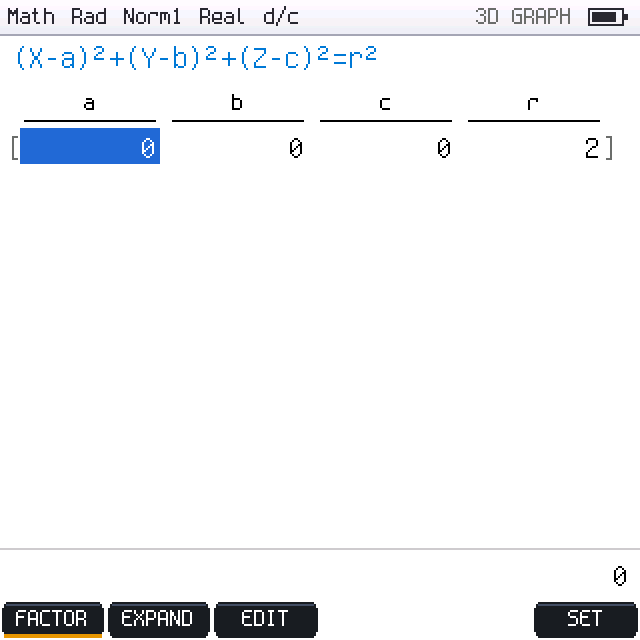 Math Rad Norm1 Real d/c 3D GRAPH
(X-a)²+(Y-b)²+(Z-c)²=r²
a b c r
[ 0 0 0 2 ]
0
FACTOR EXPAND EDIT SET